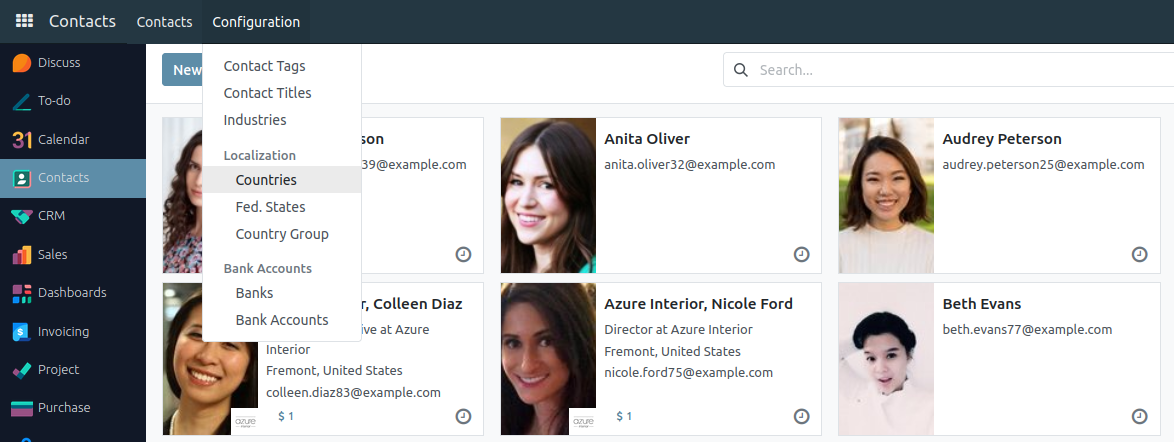 Contacts Contacts Configuration
Discuss
To-do
31 Calendar
Contacts
CRM
Sales
Dashboards
Invoicing
Project
Purchase
Contact Tags
Contact Titles
Industries
Localization
Countries
Fed. States
Country Group
Bank Accounts
Banks
Bank Accounts
New
Search...
son
39@example.com
Anita Oliver
anita.oliver32@example.com
Audrey Peterson
audrey.peterson25@example.com
r, Colleen Diaz
ive at Azure
Interior
Fremont, United States
colleen.diaz83@example.com
azure
$ 1
Azure Interior, Nicole Ford
Director at Azure Interior
Fremont, United States
nicole.ford75@example.com
azure
$ 1
Beth Evans
beth.evans77@example.com